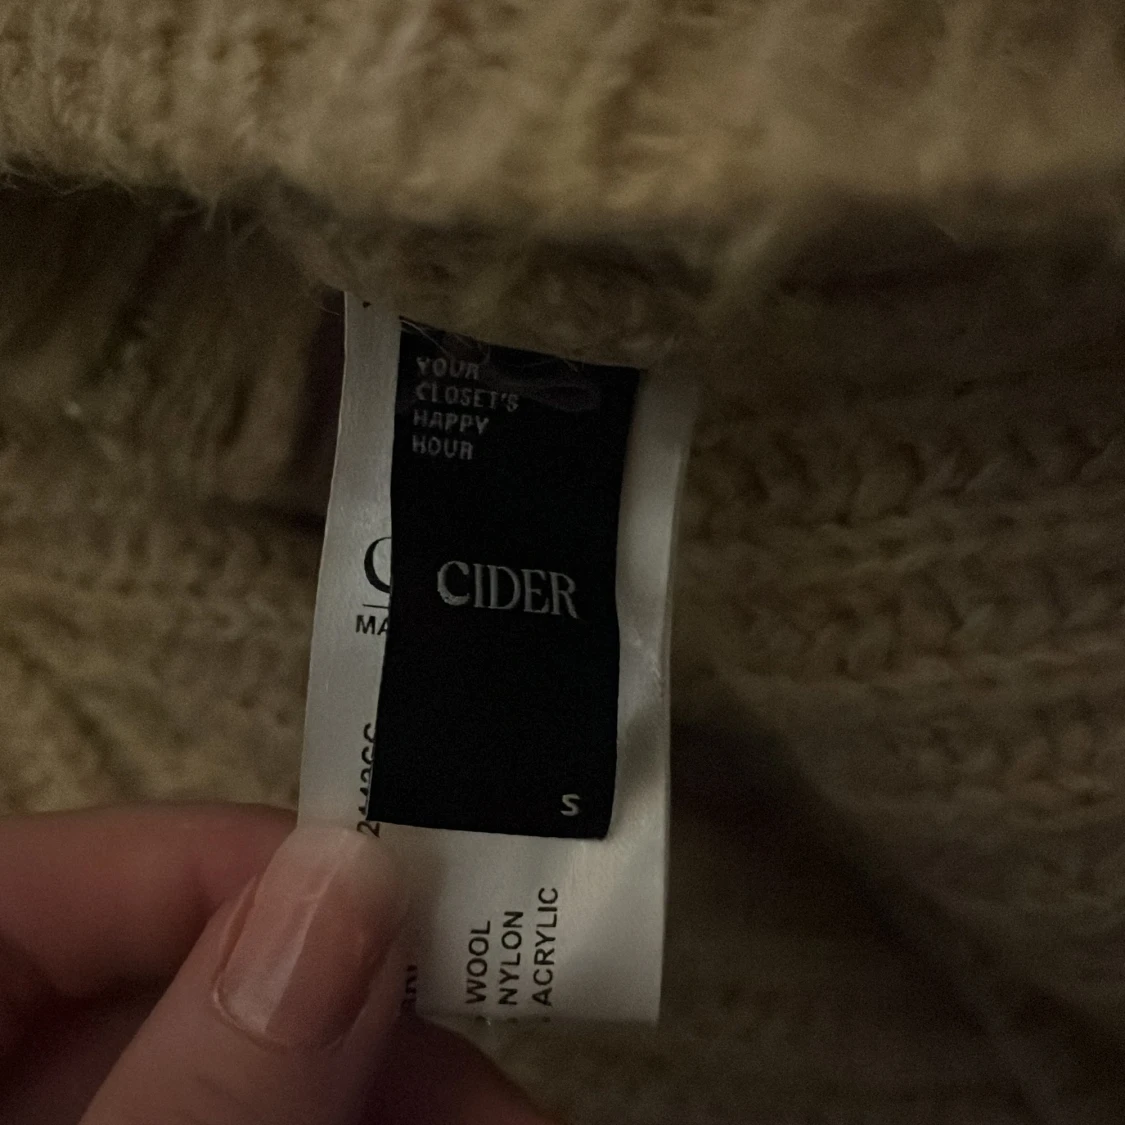 YOUR
CLOSET'S
HAPPY
HOUR
CIDER
S
WOOL
NYLON
ACRYLIC